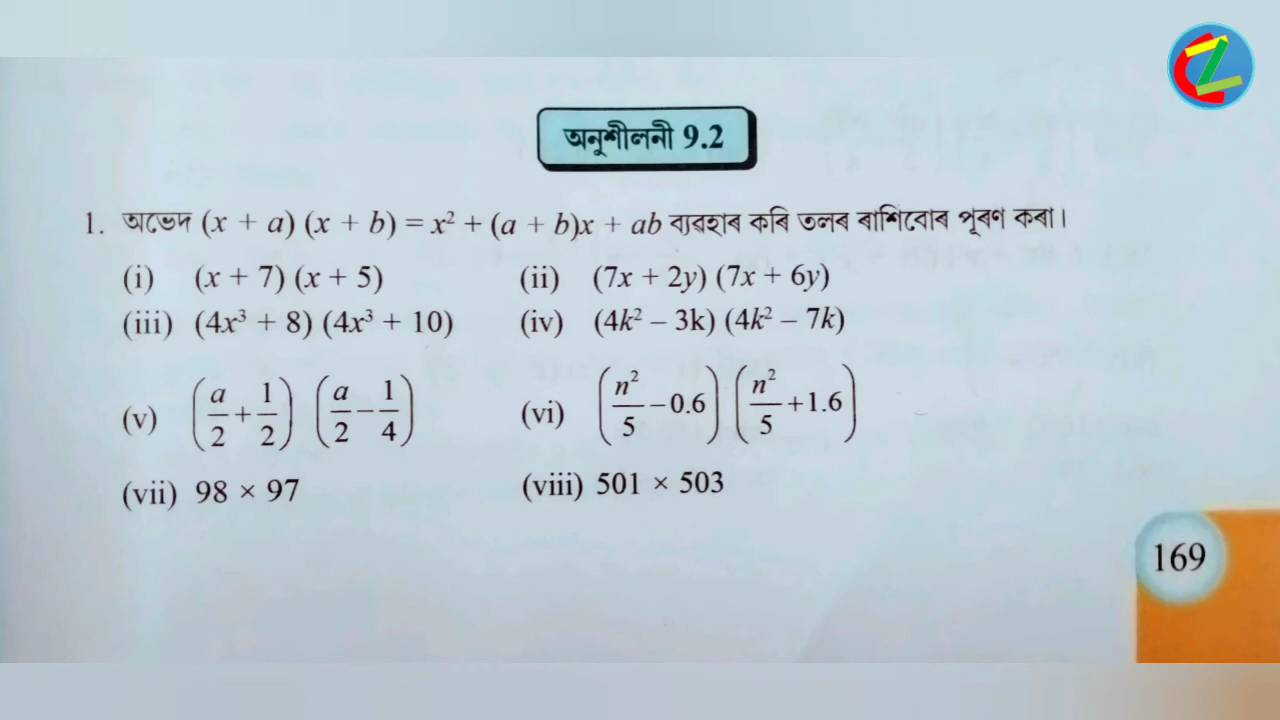 অনুশীলনী 9.2
1. অভেদ (x + a) (x + b) = x² + (a + b)x + ab ব্যৱহাৰ কৰি তলৰ ৰাশিবোৰ পূৰণ কৰা।
(i) (x + 7) (x + 5) (ii) (7x + 2y) (7x + 6y)
(iii) (4x³ + 8) (4x³ + 10) (iv) (4k² – 3k) (4k² – 7k)
(v) (a/2 + 1/2) (a/2 – 1/4) (vi) (n²/5 – 0.6) (n²/5 + 1.6)
(vii) 98 × 97 (viii) 501 × 503
169